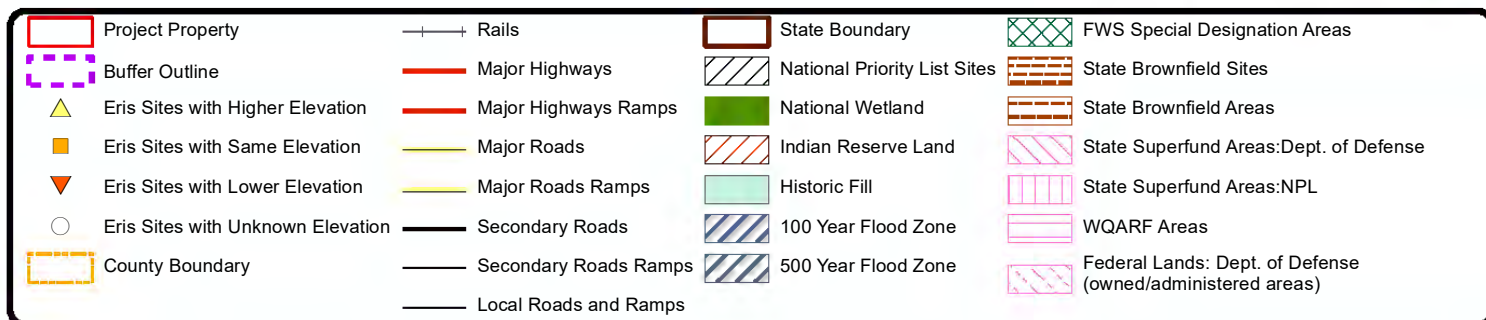 Project Property
Buffer Outline
Eris Sites with Higher Elevation
Eris Sites with Same Elevation
Eris Sites with Lower Elevation
Eris Sites with Unknown Elevation
County Boundary
Rails
Major Highways
Major Highways Ramps
Major Roads
Major Roads Ramps
Secondary Roads
Secondary Roads Ramps
Local Roads and Ramps
State Boundary
National Priority List Sites
National Wetland
Indian Reserve Land
Historic Fill
100 Year Flood Zone
500 Year Flood Zone
FWS Special Designation Areas
State Brownfield Sites
State Brownfield Areas
State Superfund Areas:Dept. of Defense
State Superfund Areas:NPL
WQARF Areas
Federal Lands: Dept. of Defense
(owned/administered areas)